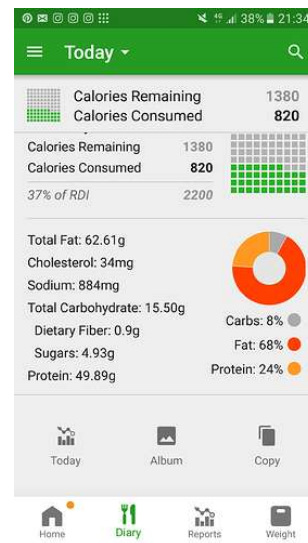 4G 38% 21:34
Today
Calories Remaining 1380
Calories Consumed 820
Calories Remaining 1380
Calories Consumed 820
37% of RDI 2200
Total Fat: 62.61g
Cholesterol: 34mg
Sodium: 884mg
Total Carbohydrate: 15.50g
Dietary Fiber: 0.9g
Sugars: 4.93g
Protein: 49.89g
Carbs: 8%
Fat: 68%
Protein: 24%
Today Album Copy
Home Diary Reports Weight